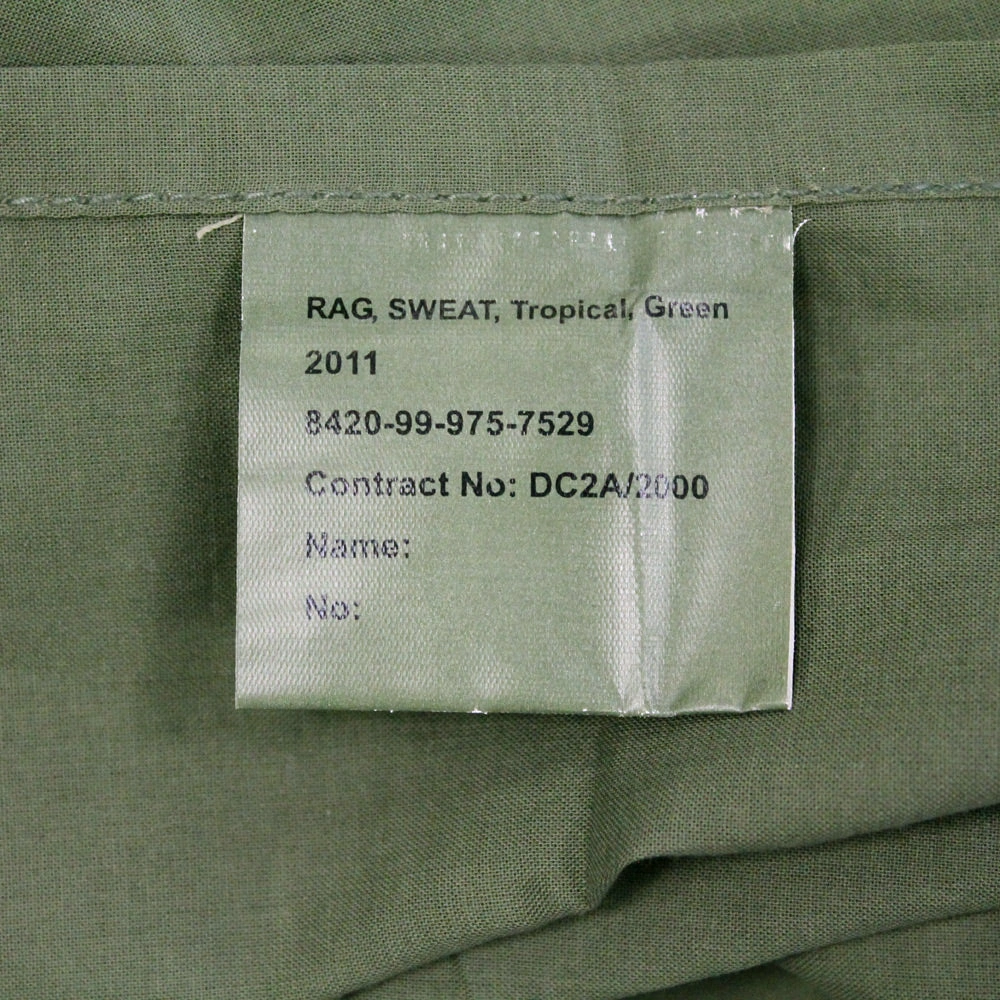 RAG, SWEAT, Tropical, Green
2011
8420-99-975-7529
Contract No: DC2A/2000
Name:
No: